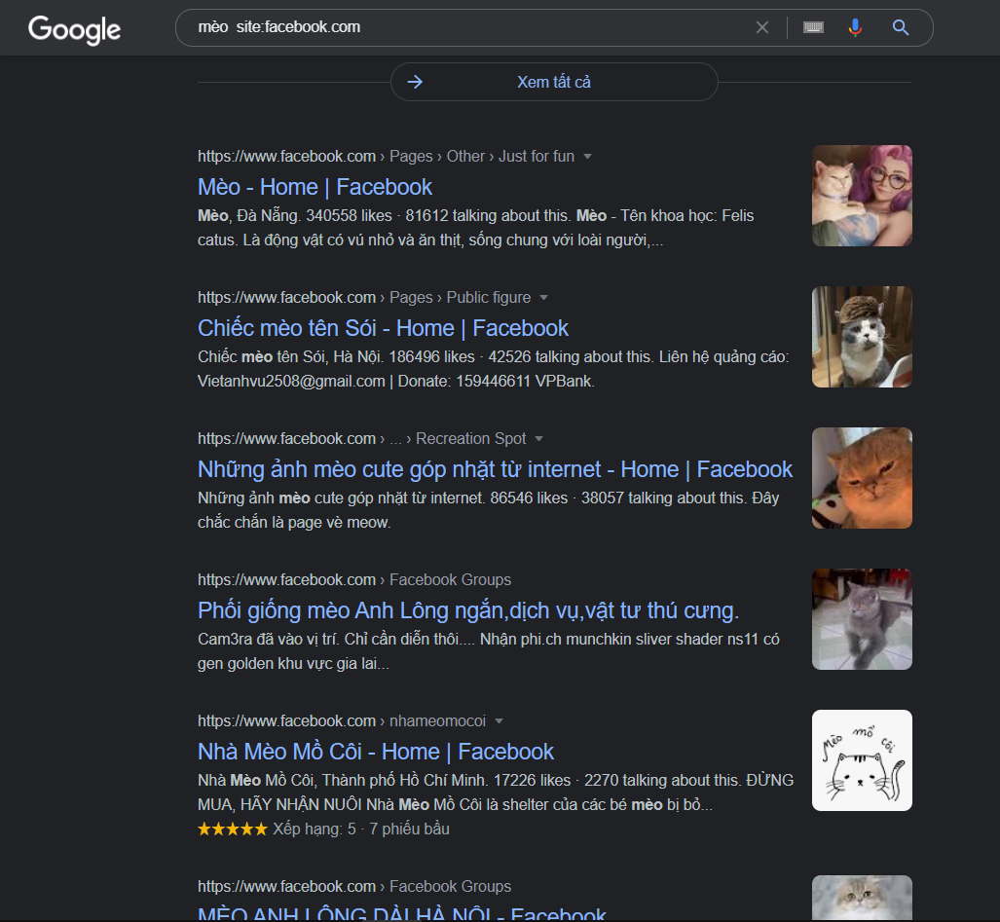 Google
mèo  site:facebook.com
Xem tất cả
https://www.facebook.com › Pages › Other › Just for fun
Mèo - Home | Facebook
Mèo, Đà Nẵng. 340558 likes · 81612 talking about this. Mèo - Tên khoa học: Felis
catus. Là động vật có vú nhỏ và ăn thịt, sống chung với loài người,...
https://www.facebook.com › Pages › Public figure
Chiếc mèo tên Sói - Home | Facebook
Chiếc mèo tên Sói, Hà Nội. 186496 likes · 42526 talking about this. Liên hệ quảng cáo:
Vietanhvu2508@gmail.com | Donate: 159446611 VPBank.
https://www.facebook.com › ... › Recreation Spot
Những ảnh mèo cute góp nhặt từ internet - Home | Facebook
Những ảnh mèo cute góp nhặt từ internet. 86546 likes · 38057 talking about this. Đây
chắc chắn là page vè meow.
https://www.facebook.com › Facebook Groups
Phối giống mèo Anh Lông ngắn,dịch vụ,vật tư thú cưng.
Cam3ra đã vào vị trí. Chỉ cần diễn thôi.... Nhận phi.ch munchkin sliver shader ns11 có
gen golden khu vực gia lai...
https://www.facebook.com › nhameomocoi
Nhà Mèo Mồ Côi - Home | Facebook
Nhà Mèo Mồ Côi, Thành phố Hồ Chí Minh. 17226 likes · 2270 talking about this. ĐỪNG
MUA, HÃY NHẬN NUÔI Nhà Mèo Mồ Côi là shelter của các bé mèo bị bỏ...
Xếp hạng: 5 · 7 phiếu bầu
Mèo mồ côi
https://www.facebook.com › Facebook Groups
MÈO ANH LÔNG DÀI HÀ NỘI - Facebook